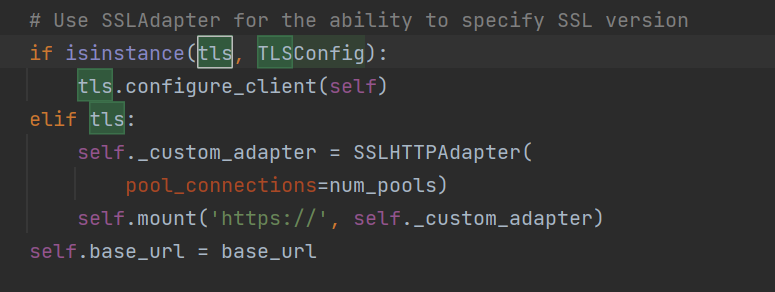 # Use SSLAdapter for the ability to specify SSL version
if isinstance(tls, TLSConfig):
tls.configure_client(self)
elif tls:
self._custom_adapter = SSLHTTPAdapter(
pool_connections=num_pools)
self.mount('https://', self._custom_adapter)
self.base_url = base_url